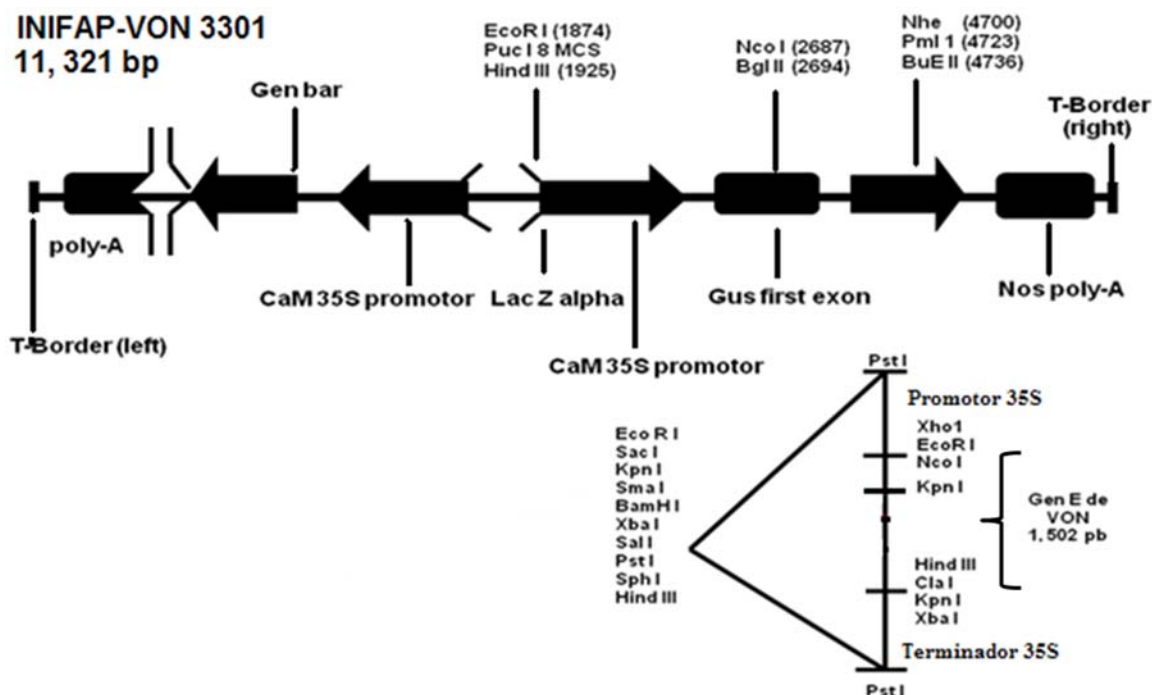 INIFAP-VON 3301
11, 321 bp
EcoR I (1874)
Puc I 8 MCS
Hind III (1925)
Nco I (2687)
Bgl II (2694)
Nhe (4700)
Pml 1 (4723)
BuE II (4736)
Gen bar
T-Border
(right)
poly-A
CaM 35S promotor
Lac Z alpha
Gus first exon
Nos poly-A
T-Border (left)
CaM 35S promotor
Pst I
Promotor 35S
Xho1
EcoR I
Nco I
Kpn I
Gen E de
VON
1, 502 pb
Hind III
Cla I
Kpn I
Xba I
Terminador 35S
Pst I
Eco R I
Sac I
Kpn I
Sma I
BamH I
Xba I
Sal I
Pst I
Sph I
Hind III